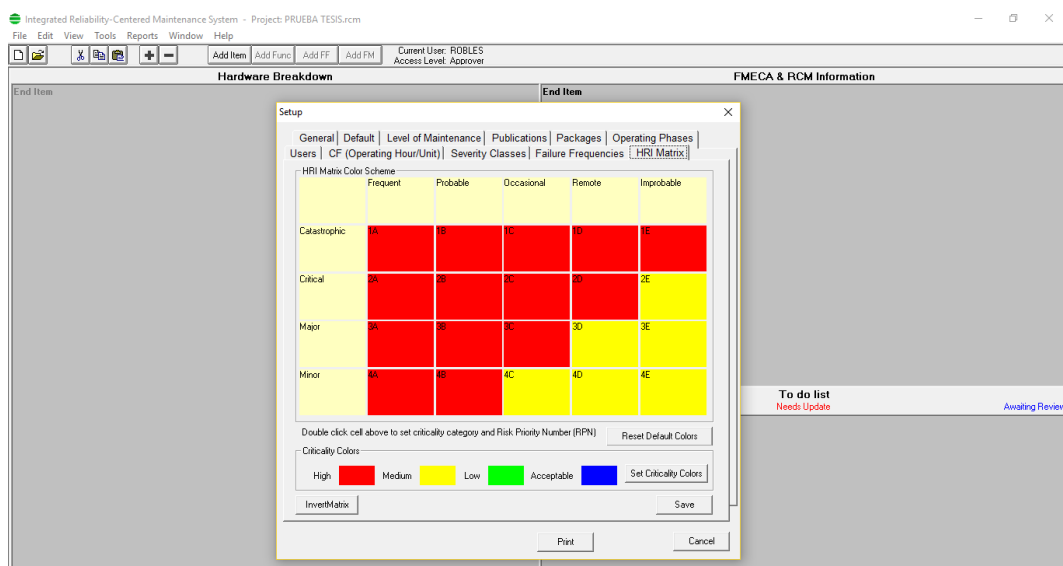 Integrated Reliability-Centered Maintenance System - Project: PRUEBA TESIS.rcm
File Edit View Tools Reports Window Help
Add Item Add Func Add FF Add FM
Current User: ROBLES
Access Level: Approver
Hardware Breakdown
FMECA & RCM Information
End Item
End Item
Setup
General Default Level of Maintenance Publications Packages Operating Phases
Users CF (Operating Hour/Unit) Severity Classes Failure Frequencies HRI Matrix
HRI Matrix Color Scheme
Frequent Probable Occasional Remote Improbable
Catastrophic 1A 1B 1C 1D 1E
Critical 2A 2B 2C 2D 2E
Major 3A 3B 3C 3D 3E
Minor 4A 4B 4C 4D 4E
Double click cell above to set criticality category and Risk Priority Number (RPN)
Reset Default Colors
Criticality Colors
High Medium Low Acceptable Set Criticality Colors
InvertMatrix Save
Print Cancel
To do list
Needs Update Awaiting Review